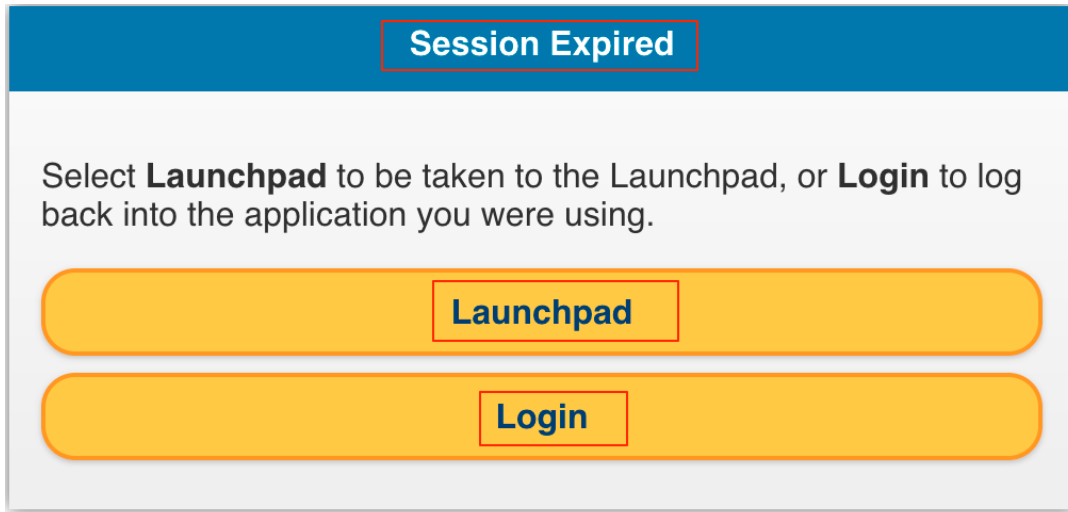 Session Expired
Select Launchpad to be taken to the Launchpad, or Login to log
back into the application you were using.
Launchpad
Login